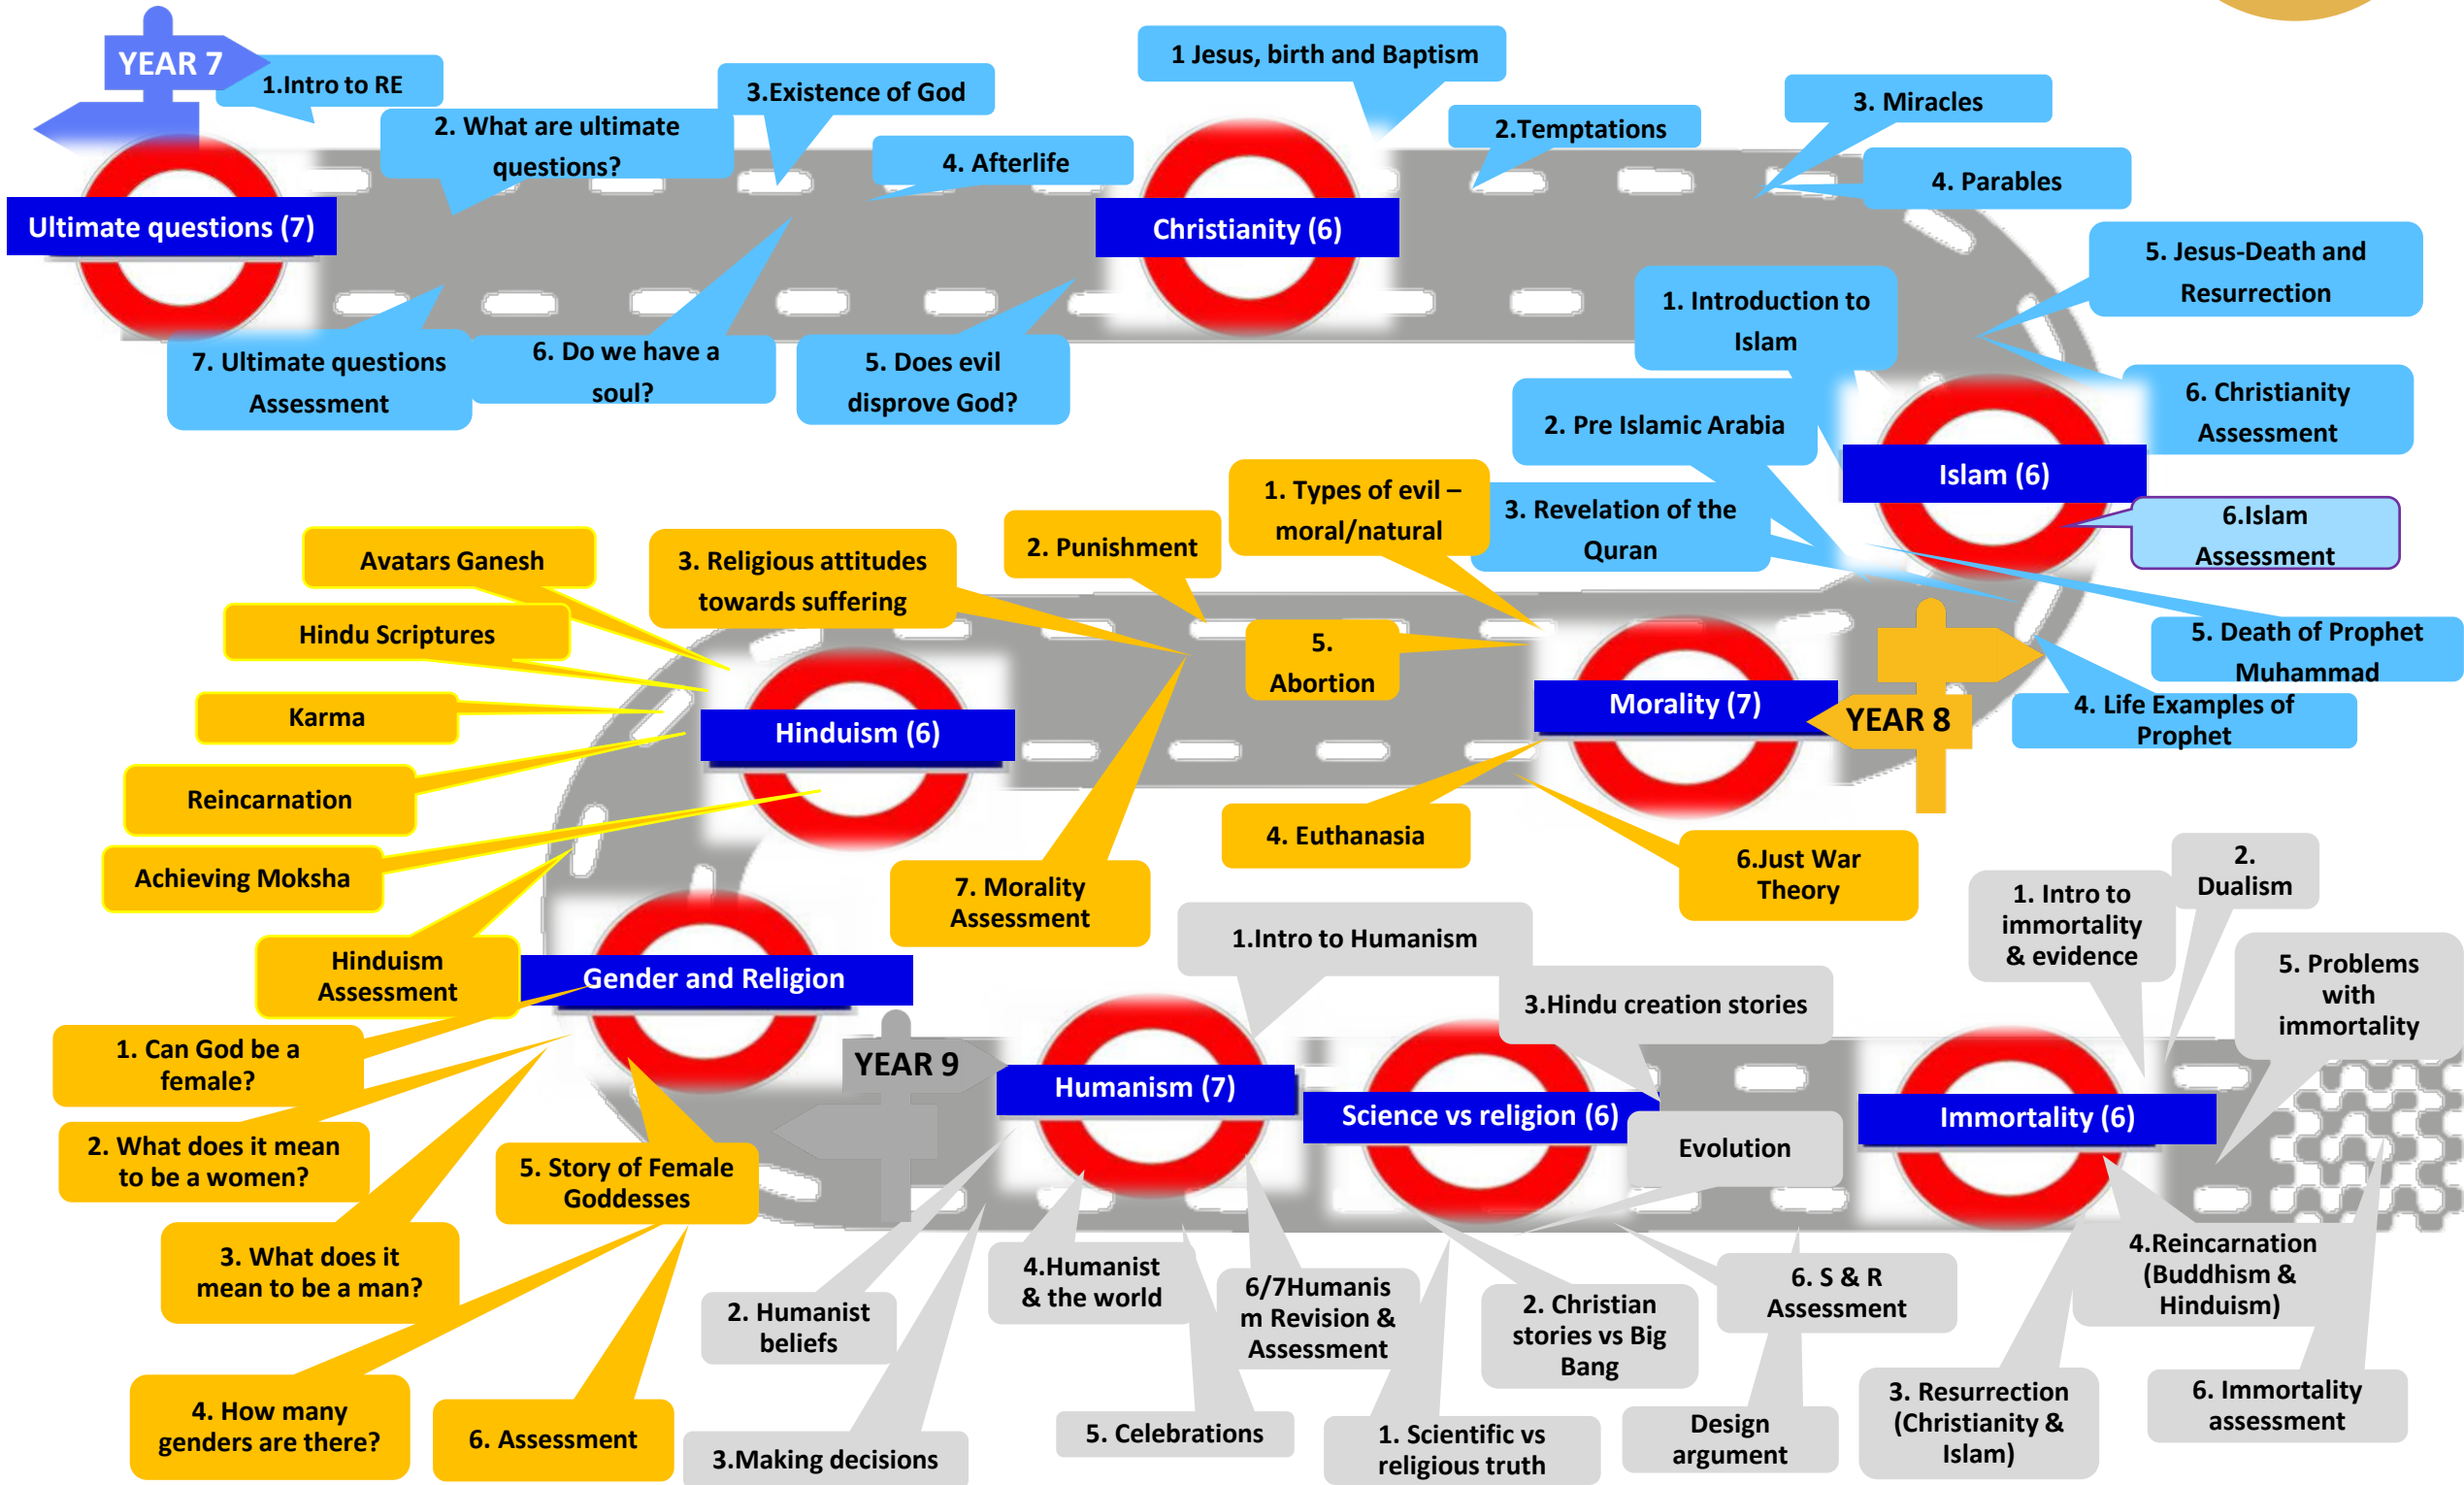 YEAR 7
1.Intro to RE
2. What are ultimate
questions?
3.Existence of God
4. Afterlife
Ultimate questions (7)
7. Ultimate questions
Assessment
6. Do we have a
soul?
5. Does evil
disprove God?
1 Jesus, birth and Baptism
2.Temptations
3. Miracles
4. Parables
Christianity (6)
5. Jesus-Death and
Resurrection
6. Christianity
Assessment
1. Introduction to
Islam
2. Pre Islamic Arabia
3. Revelation of the
Quran
Islam (6)
6.Islam
Assessment
5. Death of Prophet
Muhammad
4. Life Examples of
Prophet
YEAR 8
Morality (7)
1. Types of evil –
moral/natural
2. Punishment
3. Religious attitudes
towards suffering
5.
Abortion
4. Euthanasia
6.Just War
Theory
7. Morality
Assessment
Hinduism (6)
Avatars Ganesh
Hindu Scriptures
Karma
Reincarnation
Achieving Moksha
Hinduism
Assessment
Gender and Religion
1. Can God be a
female?
2. What does it mean
to be a women?
3. What does it
mean to be a man?
4. How many
genders are there?
5. Story of Female
Goddesses
6. Assessment
YEAR 9
Humanism (7)
1.Intro to Humanism
2. Humanist
beliefs
3.Making decisions
4.Humanist
& the world
5. Celebrations
6/7Humanis
m Revision &
Assessment
Science vs religion (6)
3.Hindu creation stories
Evolution
1. Scientific vs
religious truth
2. Christian
stories vs Big
Bang
Design
argument
6. S & R
Assessment
Immortality (6)
1. Intro to
immortality
& evidence
2.
Dualism
5. Problems
with
immortality
4.Reincarnation
(Buddhism &
Hinduism)
3. Resurrection
(Christianity &
Islam)
6. Immortality
assessment